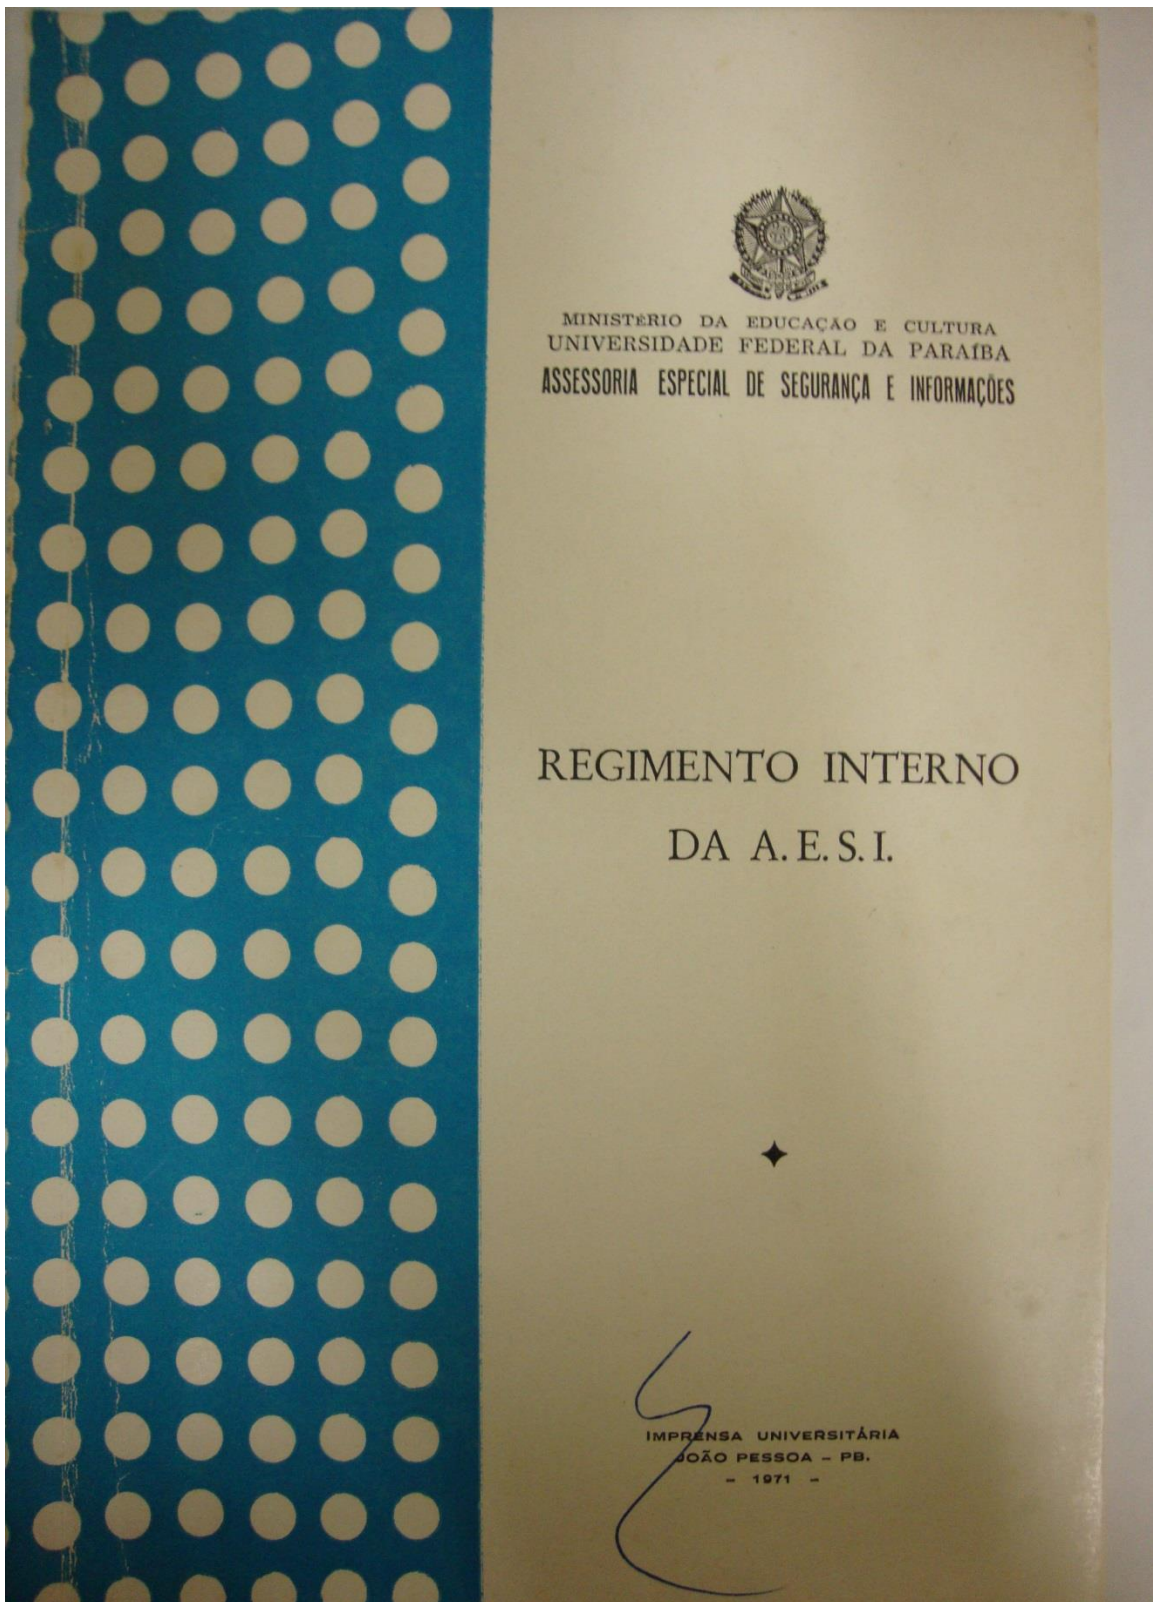 MINISTÉRIO DA EDUCAÇÃO E CULTURA
UNIVERSIDADE FEDERAL DA PARAÍBA
ASSESSORIA ESPECIAL DE SEGURANÇA E INFORMAÇÕES
REGIMENTO INTERNO
DA A. E. S. I.
IMPRENSA UNIVERSITÁRIA
JOÃO PESSOA – PB.
– 1971 –